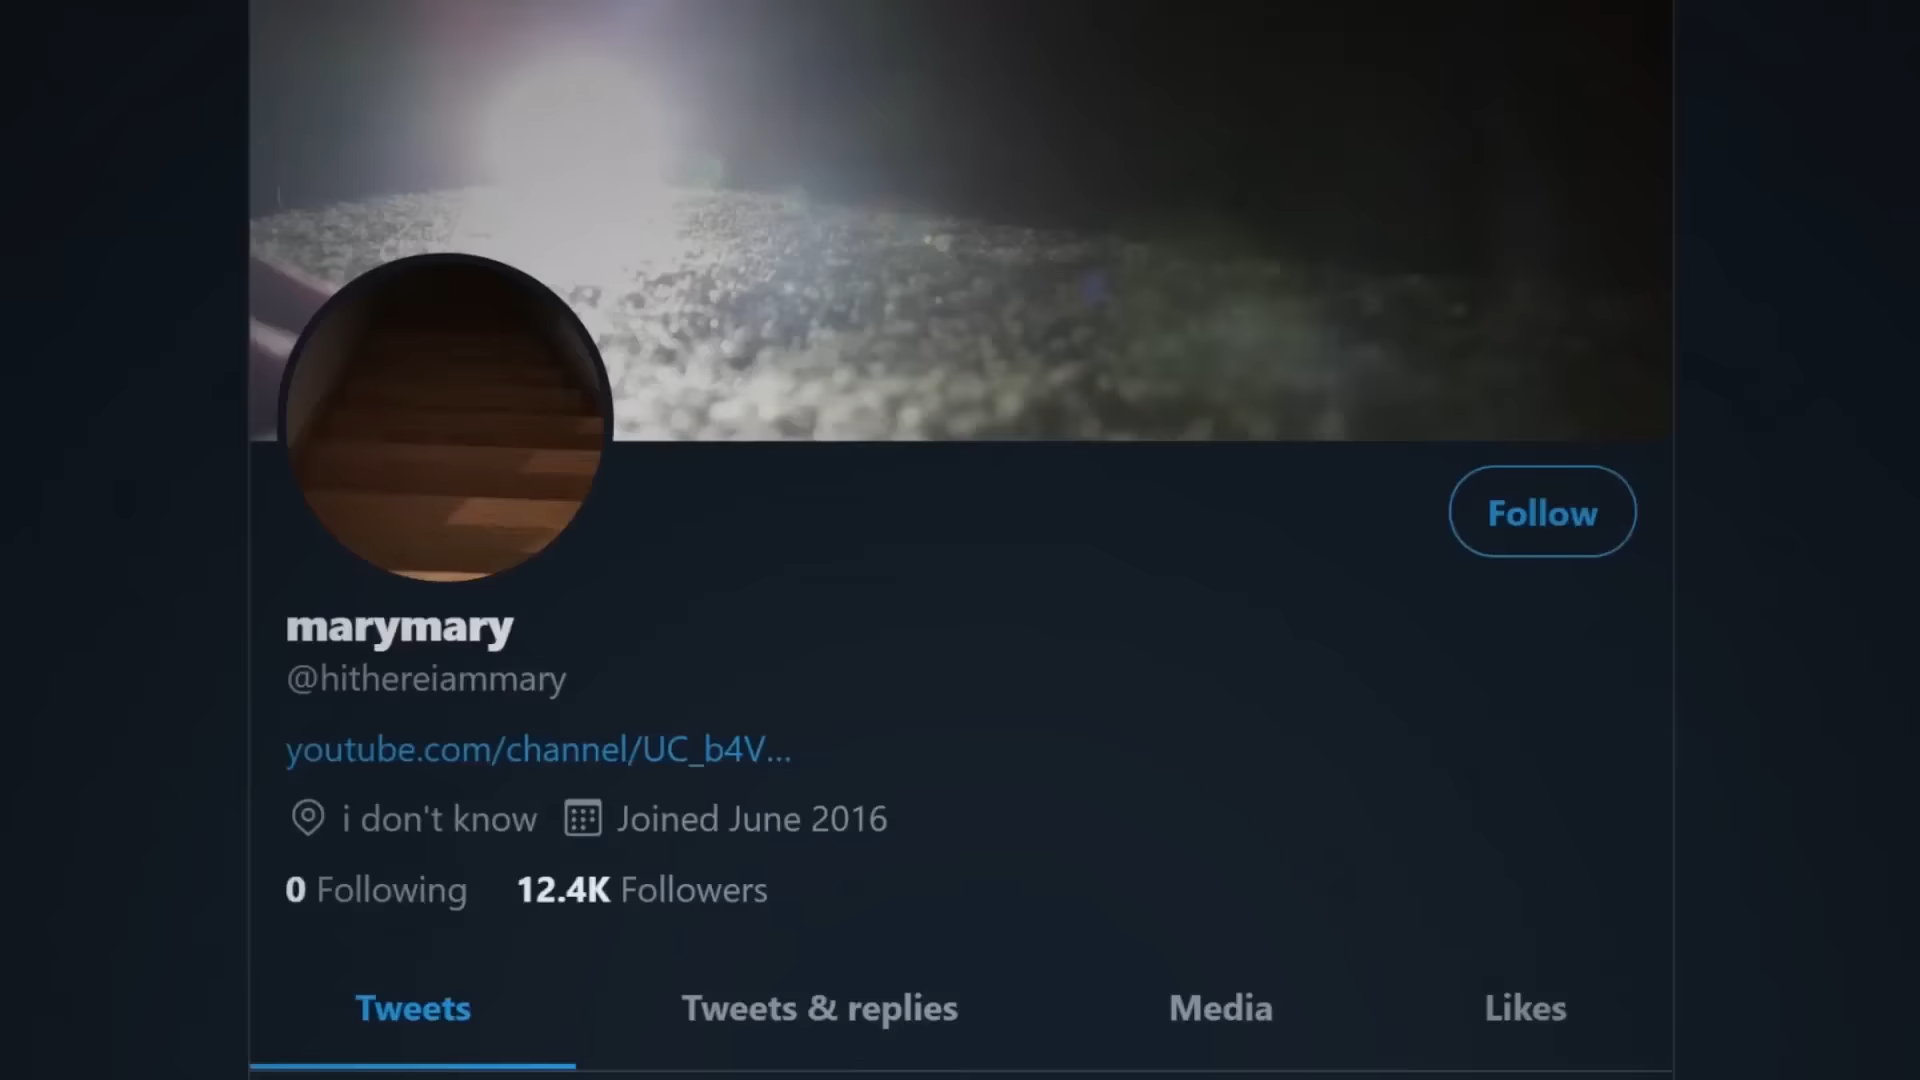 Follow
marymary
@hithereiammary
youtube.com/channel/UC_b4V...
i don't know Joined June 2016
0 Following 12.4K Followers
Tweets Tweets & replies Media Likes